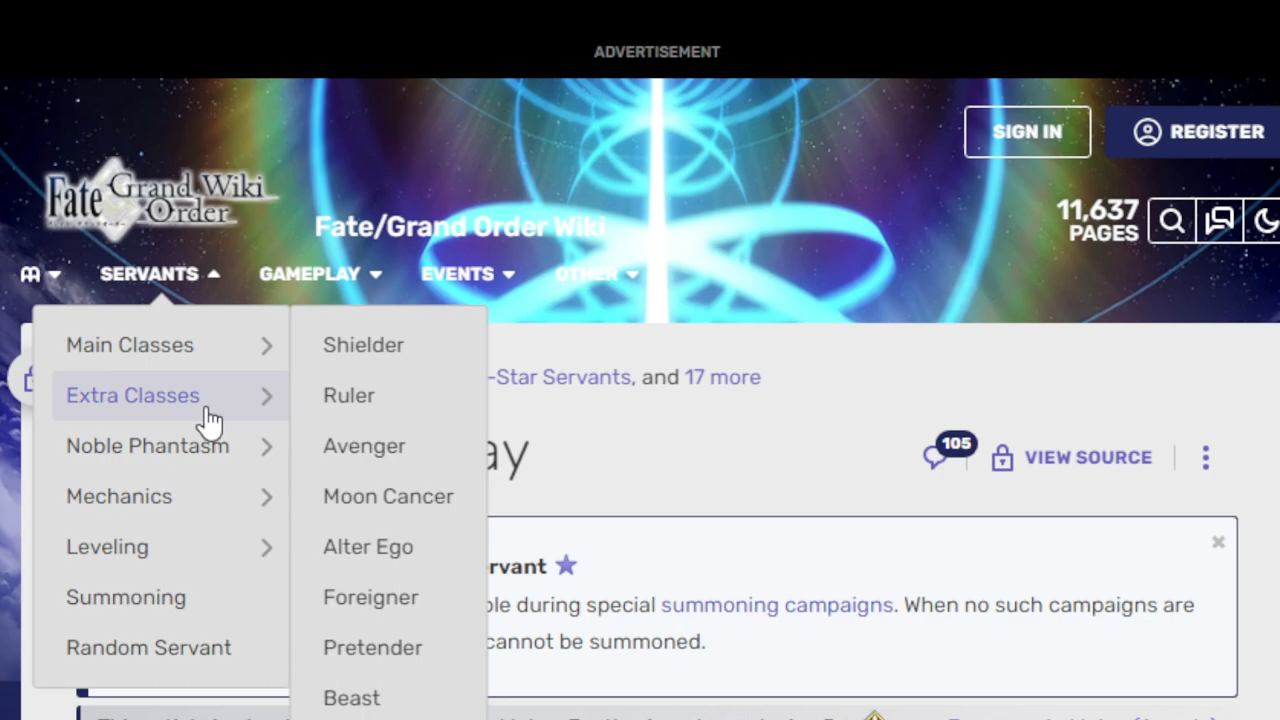 ADVERTISEMENT
SIGN IN
REGISTER
Fate Grand Order Wiki
Fate/Grand Order Wiki
11,637
PAGES
SERVANTS
GAMEPLAY
EVENTS
OTHER
Main Classes
Extra Classes
Noble Phantasm
Mechanics
Leveling
Summoning
Random Servant
Shielder
Ruler
Avenger
Moon Cancer
Alter Ego
Foreigner
Pretender
Beast
-Star Servants, and 17 more
ay
105
VIEW SOURCE
rvant
ble during special summoning campaigns. When no such campaigns are
cannot be summoned.